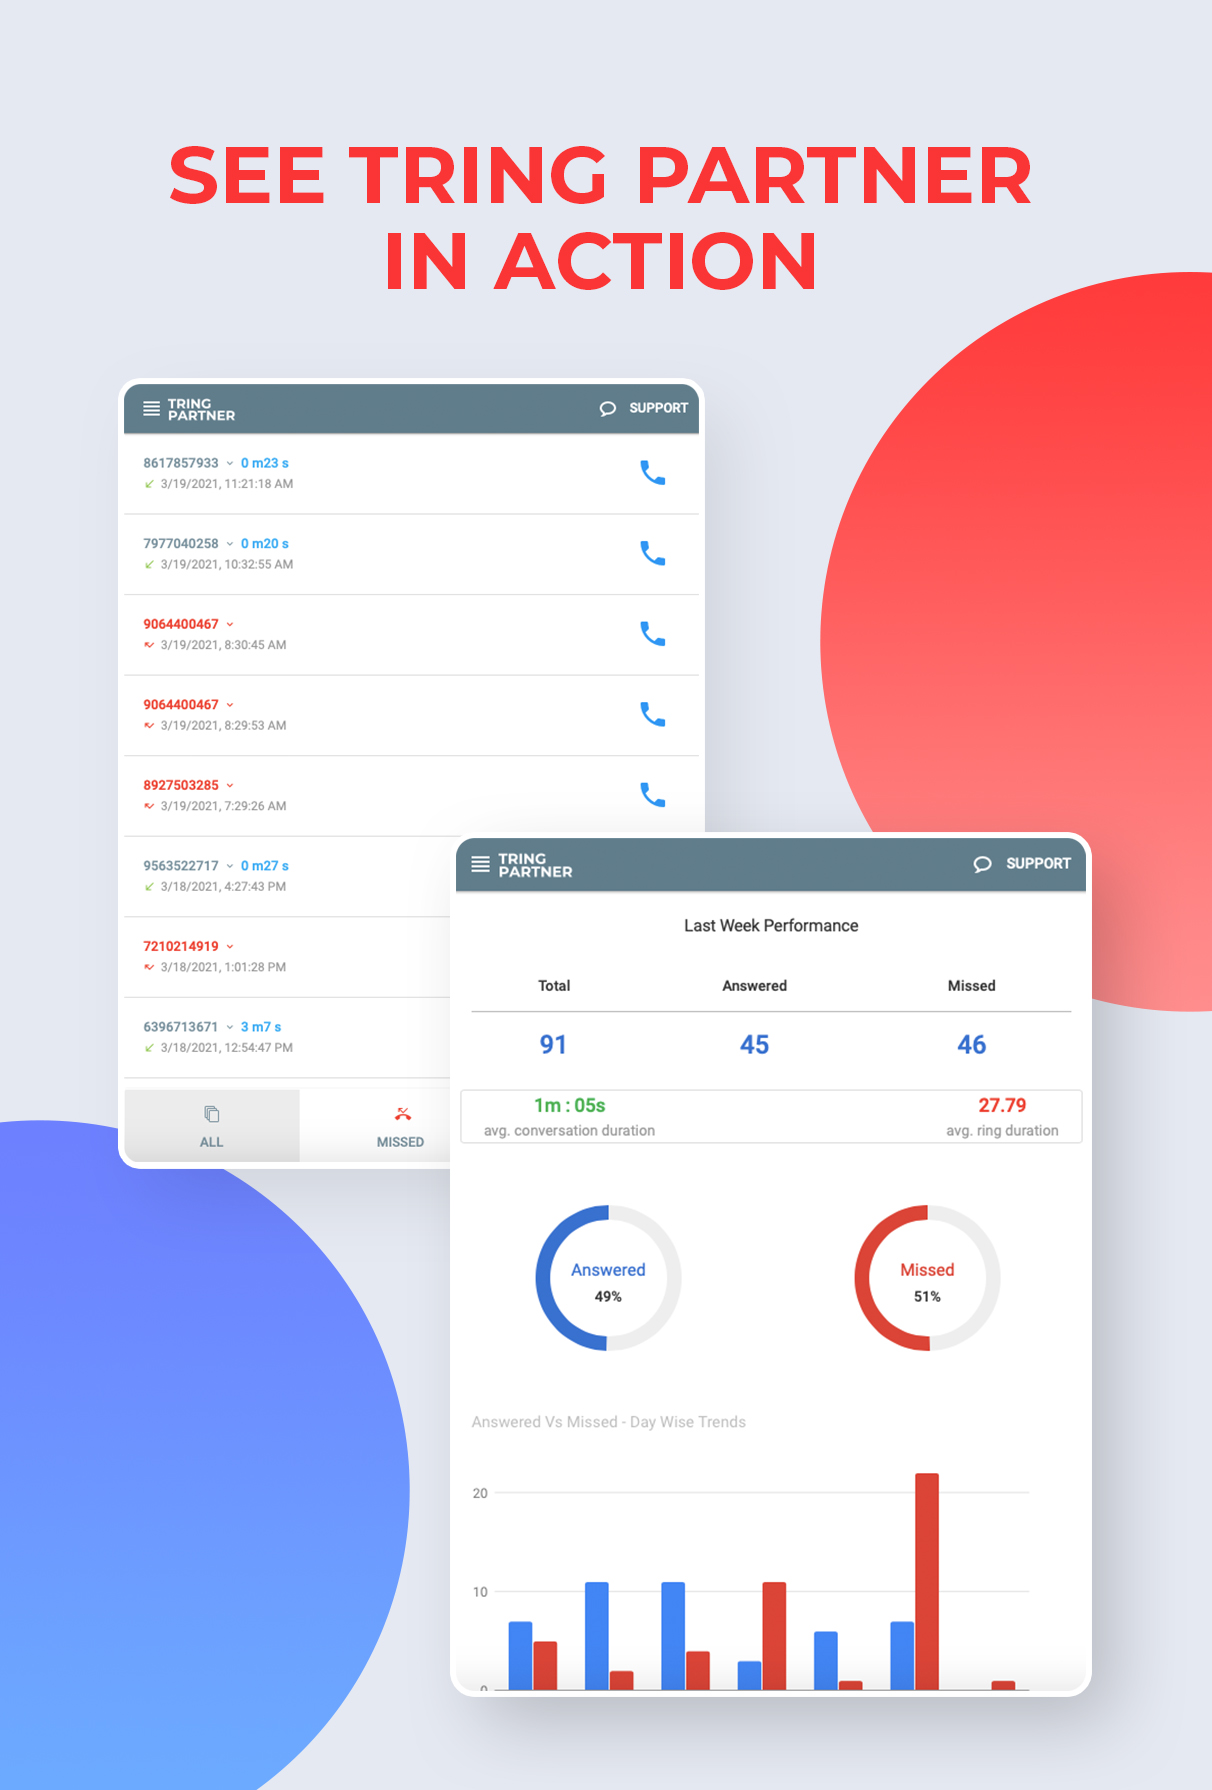 SEE TRING PARTNER
IN ACTION
TRING
PARTNER
SUPPORT
8617857933 0 m23 s
3/19/2021, 11:21:18 AM
7977040258 0 m20 s
3/19/2021, 10:32:55 AM
9064400467
3/19/2021, 8:30:45 AM
9064400467
3/19/2021, 8:29:53 AM
8927503285
3/19/2021, 7:29:26 AM
9563522717 0 m27 s
3/18/2021, 4:27:43 PM
7210214919
3/18/2021, 1:01:28 PM
6396713671 3 m7 s
3/18/2021, 12:54:47 PM
ALL MISSED
TRING
PARTNER
SUPPORT
Last Week Performance
Total Answered Missed
91 45 46
1m : 05s 27.79
avg. conversation duration avg. ring duration
Answered Missed
49% 51%
Answered Vs Missed - Day Wise Trends
20
10
0